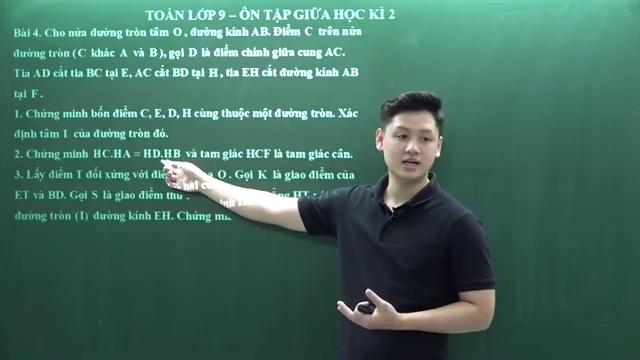 TOÁN LỚP 9 – ÔN TẬP GIỮA HỌC KÌ 2
Bài 4. Cho nửa đường tròn tâm O , đường kính AB. Điểm C trên nửa
đường tròn ( C khác A và B ), gọi D là điểm chính giữa cung AC.
Tia AD cắt tia BC tại E, AC cắt BD tại H , tia EH cắt đường kính AB
tại F .
1. Chứng minh bốn điểm C, E, D, H cùng thuộc một đường tròn. Xác
định tâm I của đường tròn đó.
2. Chứng minh HC.HA = HD.HB và tam giác HCF là tam giác cân.
3. Lấy điểm T đối xứng với O . Gọi K là giao điểm của
ET và BD. Gọi S là giao điểm thứ HT
đường tròn (I) đường kính EH. Chứng